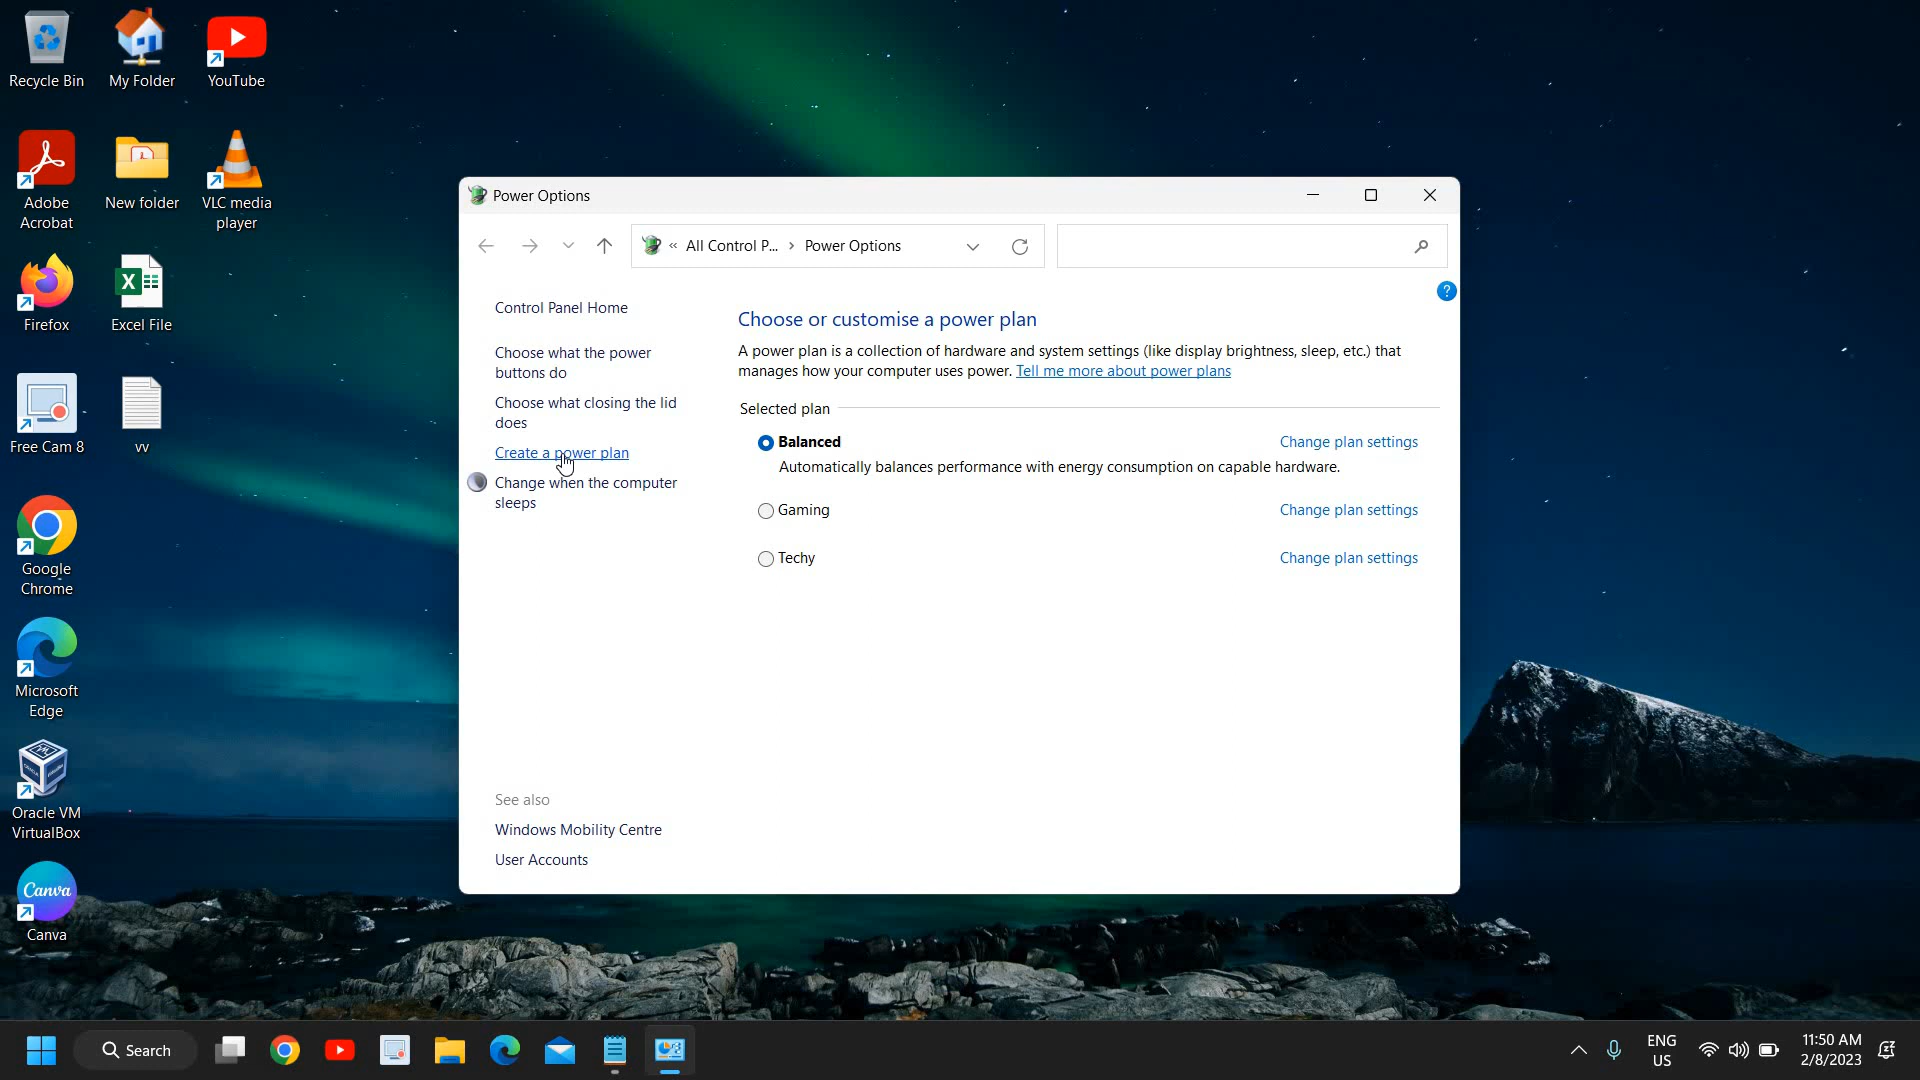 Recycle Bin
My Folder
YouTube
Adobe
Acrobat
New folder
VLC media
player
Firefox
Excel File
Free Cam 8
vv
Google
Chrome
Microsoft
Edge
Oracle VM
VirtualBox
Canva
Canva
Power Options
« All Control P... › Power Options
Control Panel Home
Choose what the power
buttons do
Choose what closing the lid
does
Create a power plan
Change when the computer
sleeps
See also
Windows Mobility Centre
User Accounts
?
Choose or customise a power plan
A power plan is a collection of hardware and system settings (like display brightness, sleep, etc.) that
manages how your computer uses power. Tell me more about power plans
Selected plan
Balanced Change plan settings
Automatically balances performance with energy consumption on capable hardware.
Gaming Change plan settings
Techy Change plan settings
Search
ENG
US
11:50 AM
2/8/2023